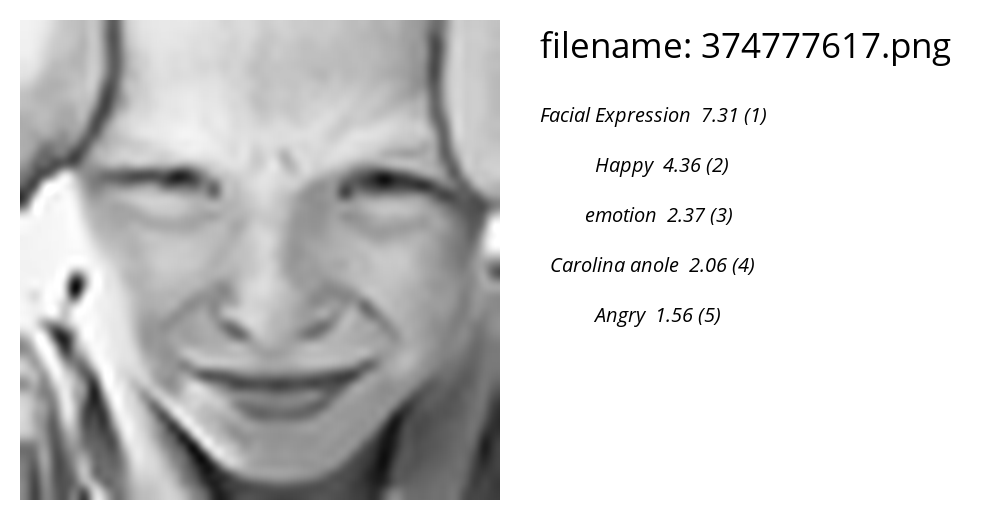 filename: 374777617.png
Facial Expression 7.31 (1)
Happy 4.36 (2)
emotion 2.37 (3)
Carolina anole 2.06 (4)
Angry 1.56 (5)